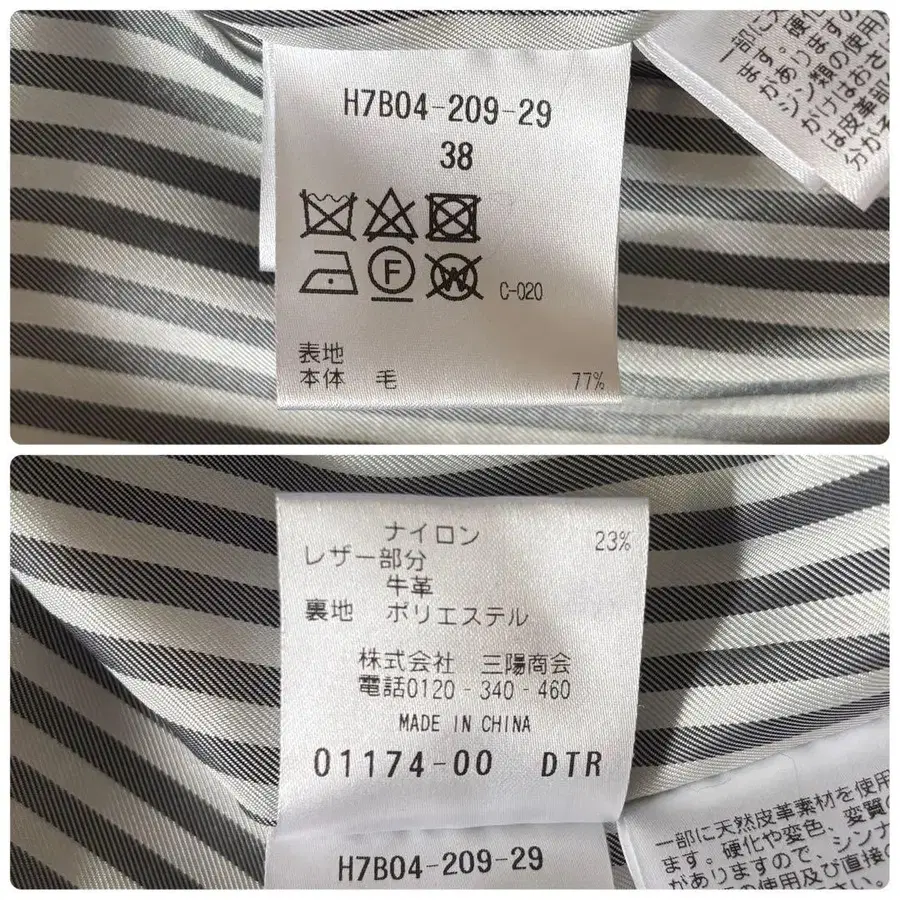 H7B04-209-29
38
C-020
表地
本体 毛 77%
ナイロン 23%
レザー部分
牛革
裏地 ポリエステル
株式会社 三陽商会
電話0120-340-460
MADE IN CHINA
01174-00 DTR
H7B04-209-29
一部に天然皮革素材を使用
ます。硬化や変色、変質の
がありますので、シンナ
の使用及び直接の